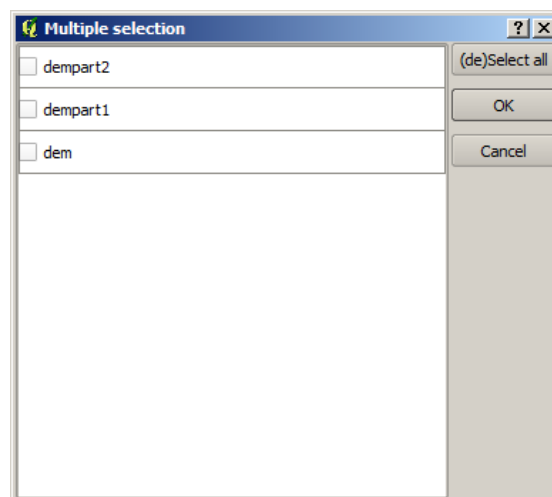 Multiple selection
dempart2
dempart1
dem
(de)Select all
OK
Cancel